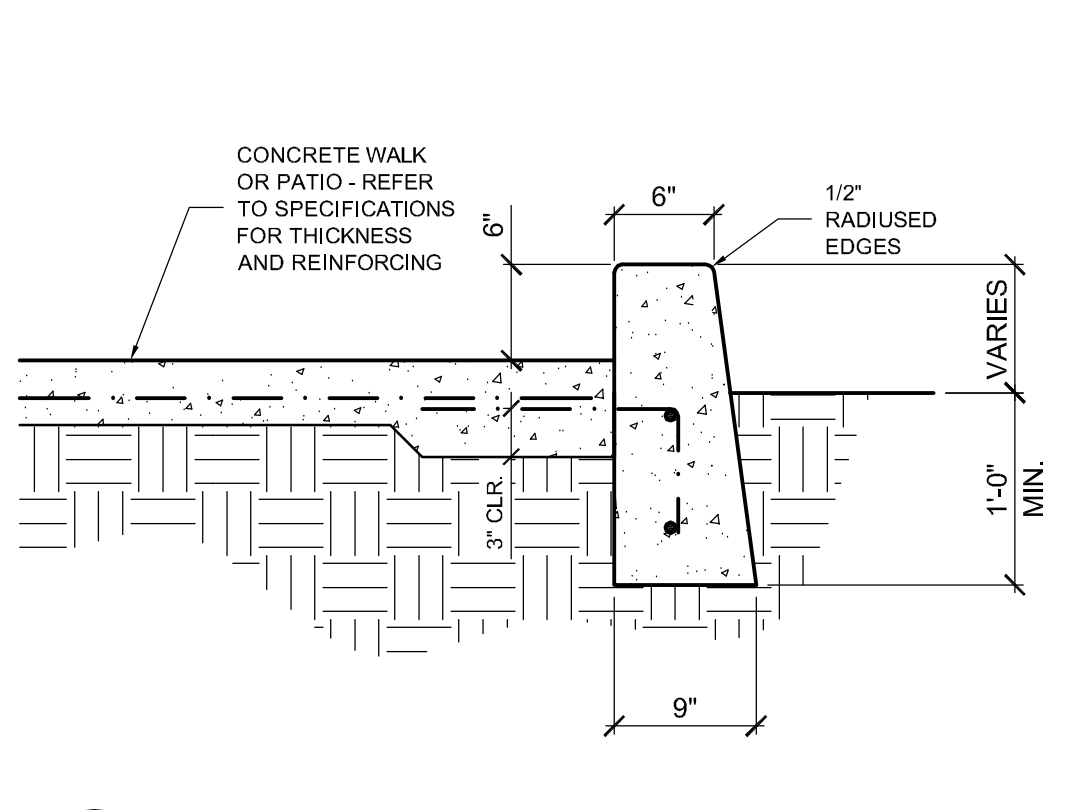 CONCRETE WALK
OR PATIO - REFER
TO SPECIFICATIONS
FOR THICKNESS
AND REINFORCING
6"
6"
1/2"
RADIUSED
EDGES
VARIES
1'-0"
MIN.
3" CLR.
9"